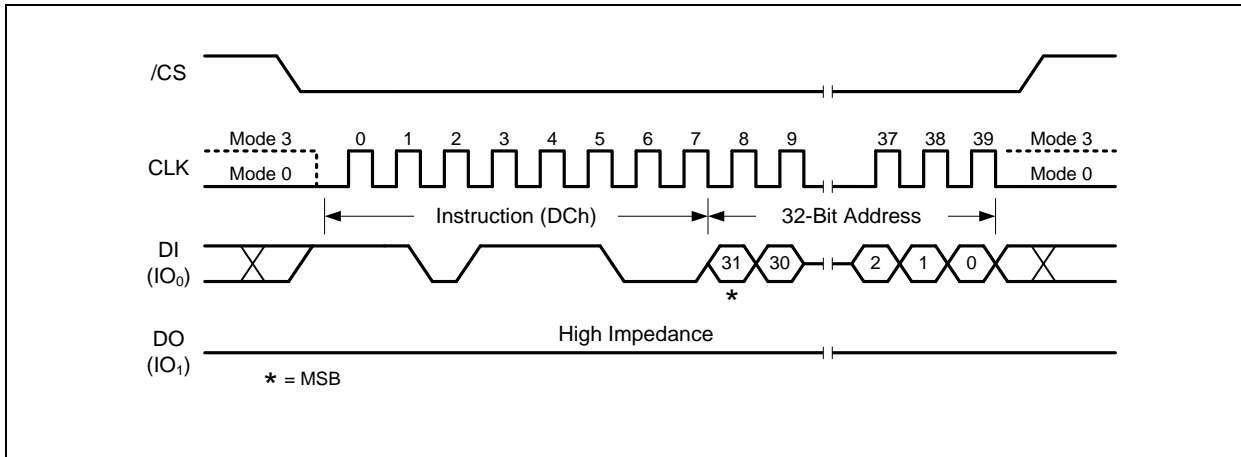 /CS
Mode 3
0 1 2 3 4 5 6 7 8 9 37 38 39
Mode 3
CLK
Mode 0
Mode 0
Instruction (DCh)
32-Bit Address
DI
(IO₀)
31 30 2 1 0
*
DO
(IO₁)
High Impedance
* = MSB